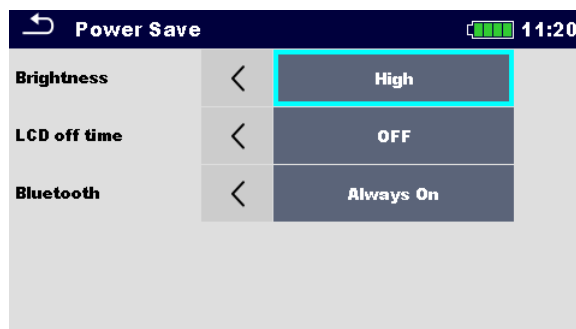 Power Save
11:20
Brightness
High
LCD off time
OFF
Bluetooth
Always On